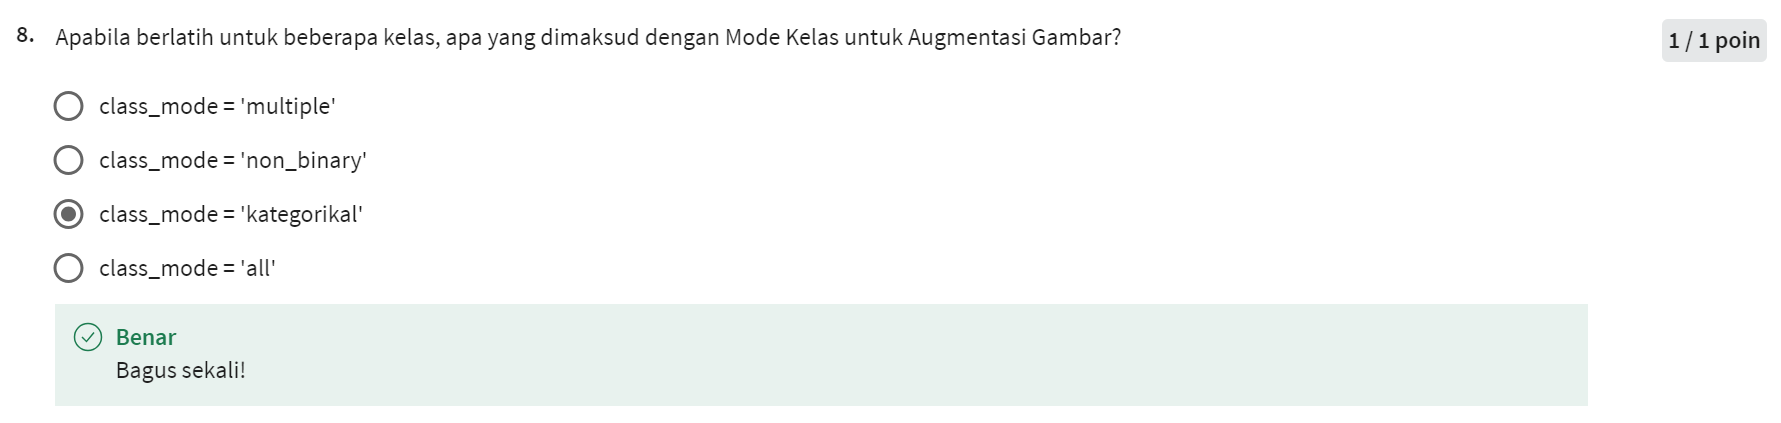 8. Apabila berlatih untuk beberapa kelas, apa yang dimaksud dengan Mode Kelas untuk Augmentasi Gambar?
1 / 1 poin
class_mode = 'multiple'
class_mode = 'non_binary'
class_mode = 'kategorikal'
class_mode = 'all'
Benar
Bagus sekali!